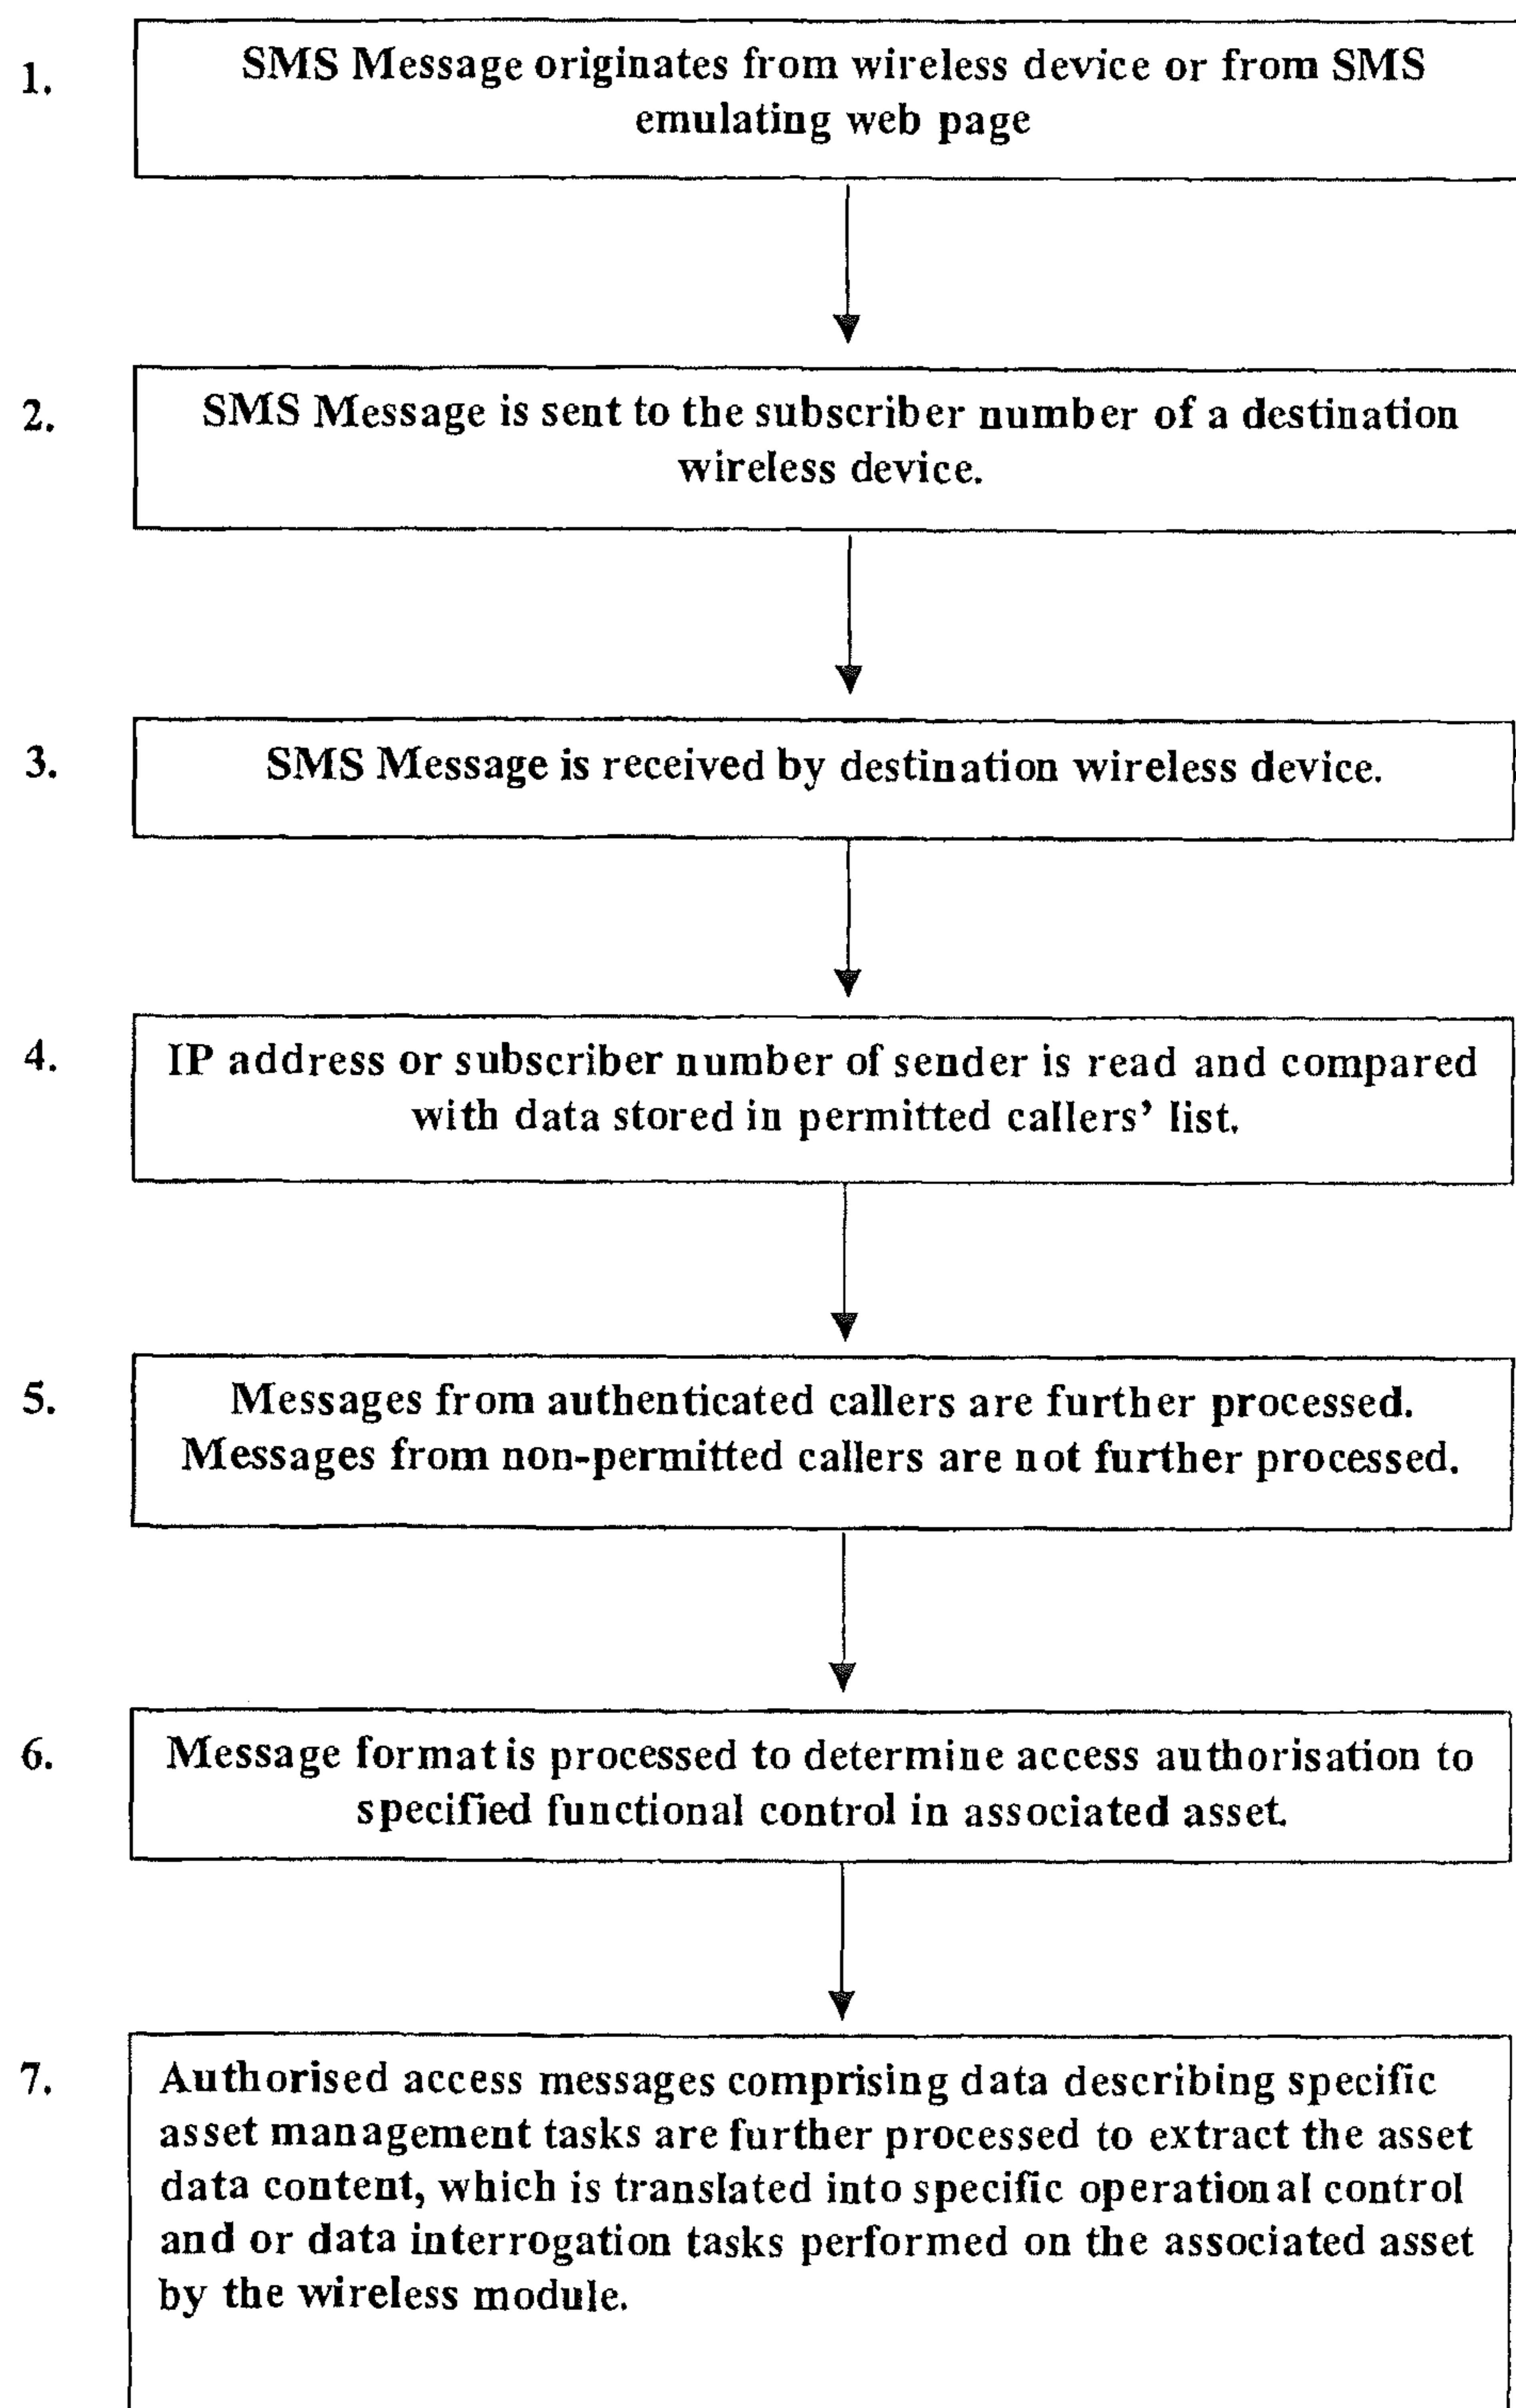 1.
SMS Message originates from wireless device or from SMS
emulating web page
2.
SMS Message is sent to the subscriber number of a destination
wireless device.
3.
SMS Message is received by destination wireless device.
4.
IP address or subscriber number of sender is read and compared
with data stored in permitted callers' list.
5.
Messages from authenticated callers are further processed.
Messages from non-permitted callers are not further processed.
6.
Message format is processed to determine access authorisation to
specified functional control in associated asset.
7.
Authorised access messages comprising data describing specific
asset management tasks are further processed to extract the asset
data content, which is translated into specific operational control
and or data interrogation tasks performed on the associated asset
by the wireless module.